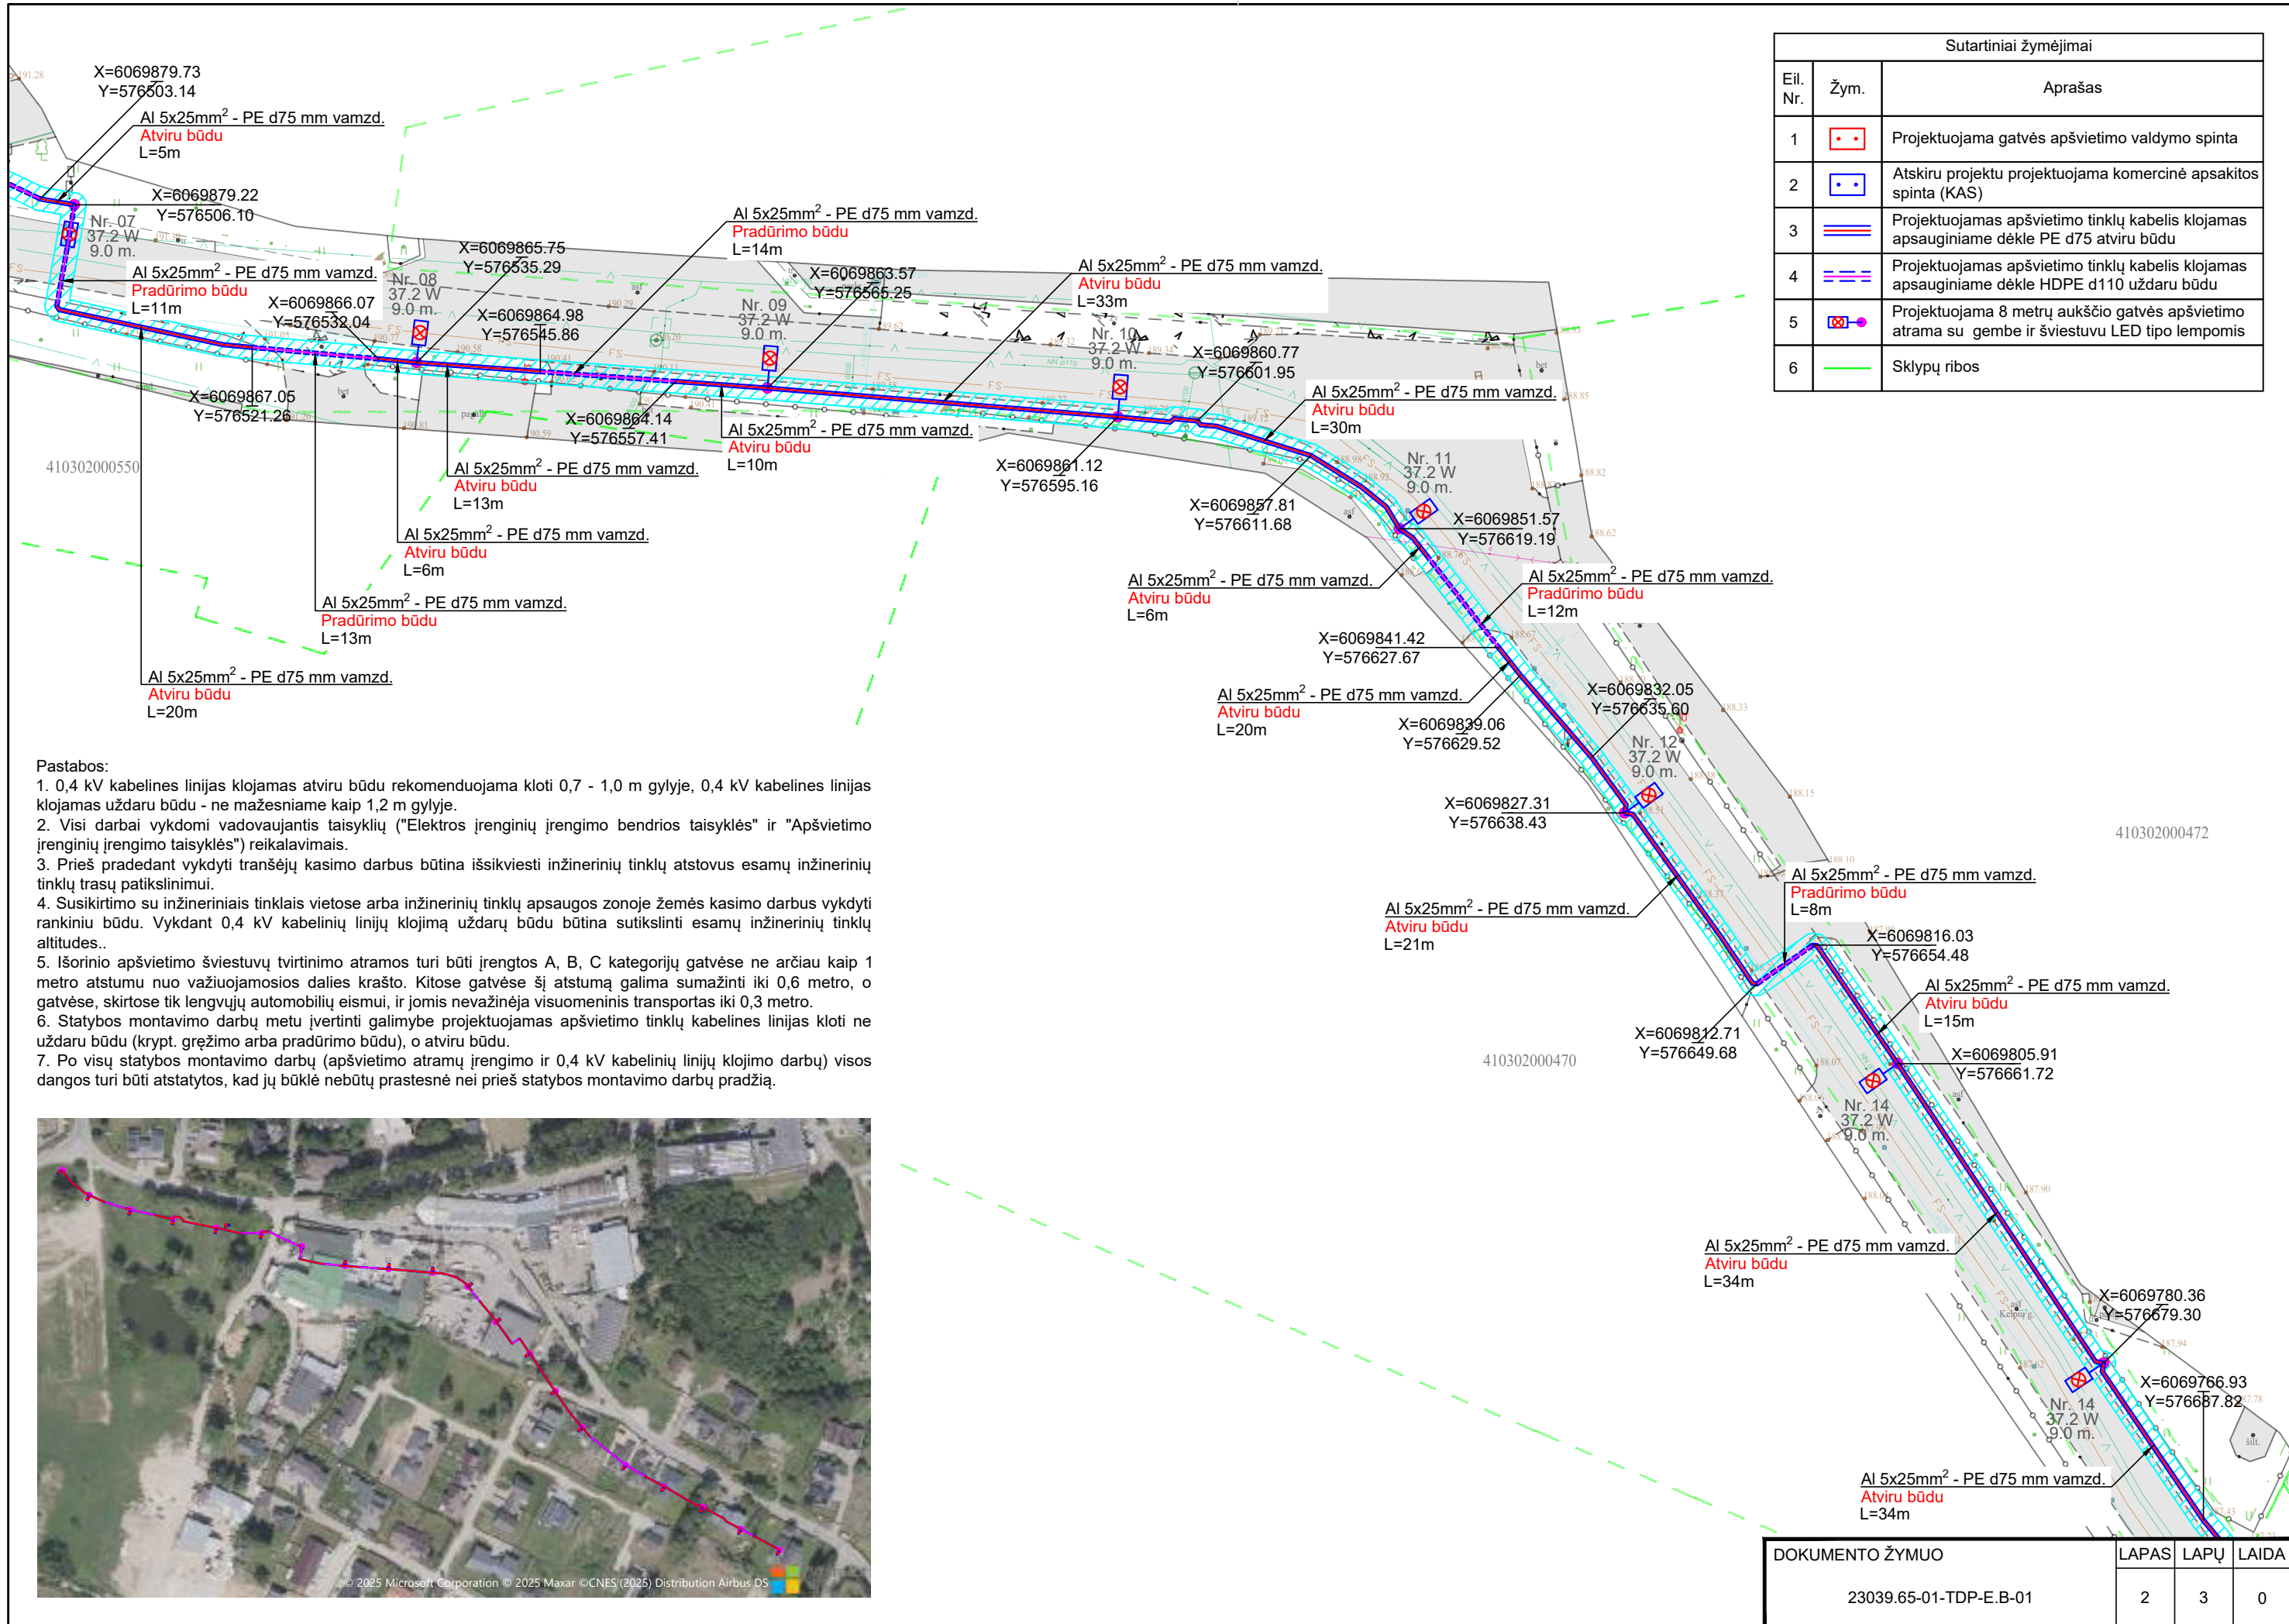 X=6069879.73
Y=576503.14
Al 5x25mm² - PE d75 mm vamzd.
Atviru būdu
L=5m
X=6069879.22
Y=576506.10
Nr. 07
37.2 W
9.0 m.
Al 5x25mm² - PE d75 mm vamzd.
Pradūrimo būdu
L=11m
X=6069866.07
Y=576532.04
Nr. 08
37.2 W
9.0 m.
X=6069865.75
Y=576535.29
X=6069864.98
Y=576545.86
Al 5x25mm² - PE d75 mm vamzd.
Pradūrimo būdu
L=14m
X=6069863.57
Y=576565.25
Nr. 09
37.2 W
9.0 m.
Al 5x25mm² - PE d75 mm vamzd.
Atviru būdu
L=33m
Nr. 10
37.2 W
9.0 m.
X=6069860.77
Y=576601.95
Al 5x25mm² - PE d75 mm vamzd.
Atviru būdu
L=30m
X=6069867.05
Y=576521.26
X=6069864.14
Y=576557.41
Al 5x25mm² - PE d75 mm vamzd.
Atviru būdu
L=10m
410302000550
Al 5x25mm² - PE d75 mm vamzd.
Atviru būdu
L=13m
X=6069861.12
Y=576595.16
X=6069857.81
Y=576611.68
Nr. 11
37.2 W
9.0 m.
X=6069851.57
Y=576619.19
Al 5x25mm² - PE d75 mm vamzd.
Atviru būdu
L=6m
Al 5x25mm² - PE d75 mm vamzd.
Atviru būdu
L=6m
Al 5x25mm² - PE d75 mm vamzd.
Pradūrimo būdu
L=12m
Al 5x25mm² - PE d75 mm vamzd.
Pradūrimo būdu
L=13m
X=6069841.42
Y=576627.67
Al 5x25mm² - PE d75 mm vamzd.
Atviru būdu
L=20m
Al 5x25mm² - PE d75 mm vamzd.
Atviru būdu
L=20m
X=6069839.06
Y=576629.52
X=6069832.05
Y=576635.60
Nr. 12
37.2 W
9.0 m.
X=6069827.31
Y=576638.43
410302000472
Al 5x25mm² - PE d75 mm vamzd.
Pradūrimo būdu
L=8m
Al 5x25mm² - PE d75 mm vamzd.
Atviru būdu
L=21m
X=6069816.03
Y=576654.48
Al 5x25mm² - PE d75 mm vamzd.
Atviru būdu
L=15m
X=6069812.71
Y=576649.68
410302000470
X=6069805.91
Y=576661.72
Nr. 14
37.2 W
9.0 m.
Al 5x25mm² - PE d75 mm vamzd.
Atviru būdu
L=34m
asf
Kelpių g.
X=6069780.36
Y=576679.30
X=6069766.93
Y=576687.82
Nr. 14
37.2 W
9.0 m.
šilt.
Al 5x25mm² - PE d75 mm vamzd.
Atviru būdu
L=34m
Sutartiniai žymėjimai
Eil. Nr. Žym. Aprašas
1 Projektuojama gatvės apšvietimo valdymo spinta
2 Atskiru projektu projektuojama komercinė apsakitos
spinta (KAS)
3 Projektuojamas apšvietimo tinklų kabelis klojamas
apsauginiame dėkle PE d75 atviru būdu
4 Projektuojamas apšvietimo tinklų kabelis klojamas
apsauginiame dėkle HDPE d110 uždaru būdu
5 Projektuojama 8 metrų aukščio gatvės apšvietimo
atrama su gembe ir šviestuvu LED tipo lempomis
6 Sklypų ribos
Pastabos:
1. 0,4 kV kabelines linijas klojamas atviru būdu rekomenduojama kloti 0,7 - 1,0 m gylyje, 0,4 kV kabelines linijas
klojamas uždaru būdu - ne mažesniame kaip 1,2 m gylyje.
2. Visi darbai vykdomi vadovaujantis taisyklių ("Elektros įrenginių įrengimo bendrios taisyklės" ir "Apšvietimo
įrenginių įrengimo taisyklės") reikalavimais.
3. Prieš pradedant vykdyti tranšėjų kasimo darbus būtina išsikviesti inžinerinių tinklų atstovus esamų inžinerinių
tinklų trasų patikslinimui.
4. Susikirtimo su inžineriniais tinklais vietose arba inžinerinių tinklų apsaugos zonoje žemės kasimo darbus vykdyti
rankiniu būdu. Vykdant 0,4 kV kabelinių linijų klojimą uždarų būdu būtina sutikslinti esamų inžinerinių tinklų
altitudes..
5. Išorinio apšvietimo šviestuvų tvirtinimo atramos turi būti įrengtos A, B, C kategorijų gatvėse ne arčiau kaip 1
metro atstumu nuo važiuojamosios dalies krašto. Kitose gatvėse šį atstumą galima sumažinti iki 0,6 metro, o
gatvėse, skirtose tik lengvųjų automobilių eismui, ir jomis nevažinėja visuomeninis transportas iki 0,3 metro.
6. Statybos montavimo darbų metu įvertinti galimybe projektuojamas apšvietimo tinklų kabelines linijas kloti ne
uždaru būdu (krypt. gręžimo arba pradūrimo būdu), o atviru būdu.
7. Po visų statybos montavimo darbų (apšvietimo atramų įrengimo ir 0,4 kV kabelinių linijų klojimo darbų) visos
dangos turi būti atstatytos, kad jų būklė nebūtų prastesnė nei prieš statybos montavimo darbų pradžią.
© 2025 Microsoft Corporation © 2025 Maxar ©CNES (2025) Distribution Airbus DS
DOKUMENTO ŽYMUO LAPAS LAPŲ LAIDA
23039.65-01-TDP-E.B-01 2 3 0